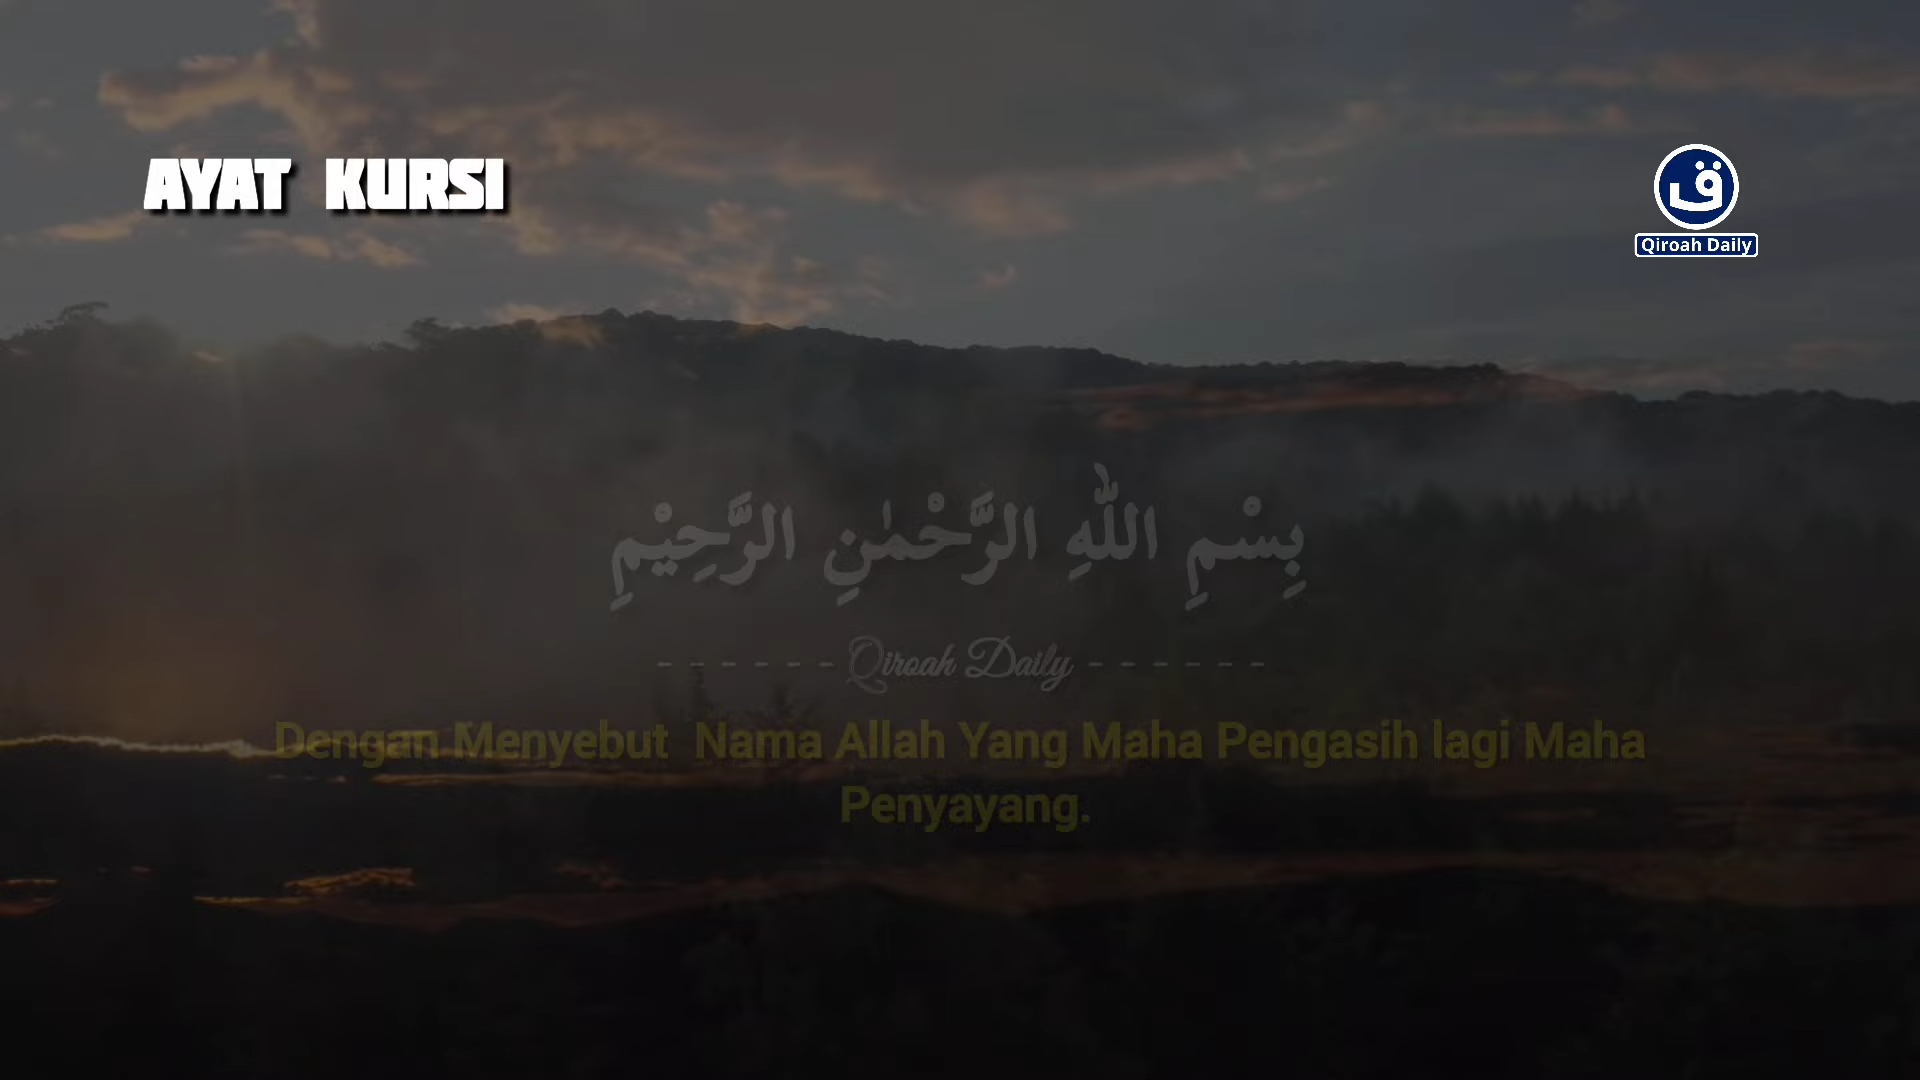 AYAT KURSI
ق
Qiroah Daily
بِسْمِ اللّٰهِ الرَّحْمٰنِ الرَّحِيْمِ
- - - - - - - Qiroah Daily - - - - - - -
Dengan Menyebut Nama Allah Yang Maha Pengasih lagi Maha
Penyayang.